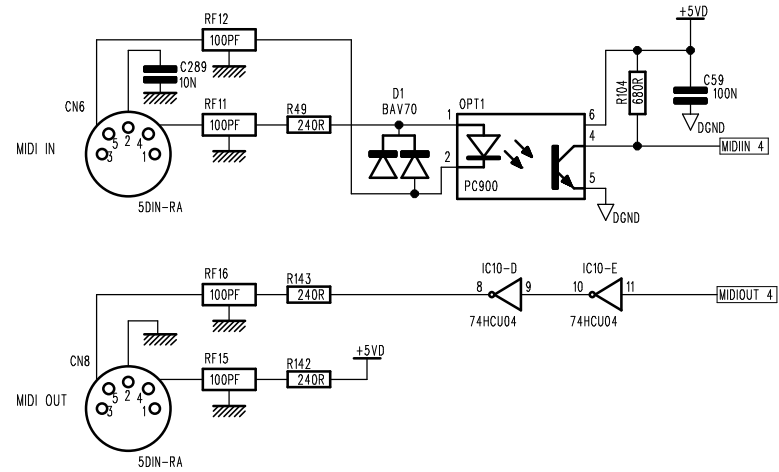 RF12
100PF
+5VD
C289
10N
CN6
RF11
100PF
R49
240R
D1
BAV70
OPT1
1
2
6
4
5
R104
680R
C59
100N
DGND
MIDIIN 4
MIDI IN
5 2 4
3 1
PC900
DGND
5DIN-RA
RF16
100PF
R143
240R
IC10-D
8 9
74HCU04
IC10-E
10 11
74HCU04
MIDIOUT 4
CN8
RF15
100PF
R142
240R
+5VD
MIDI OUT
5 2 4
3 1
5DIN-RA